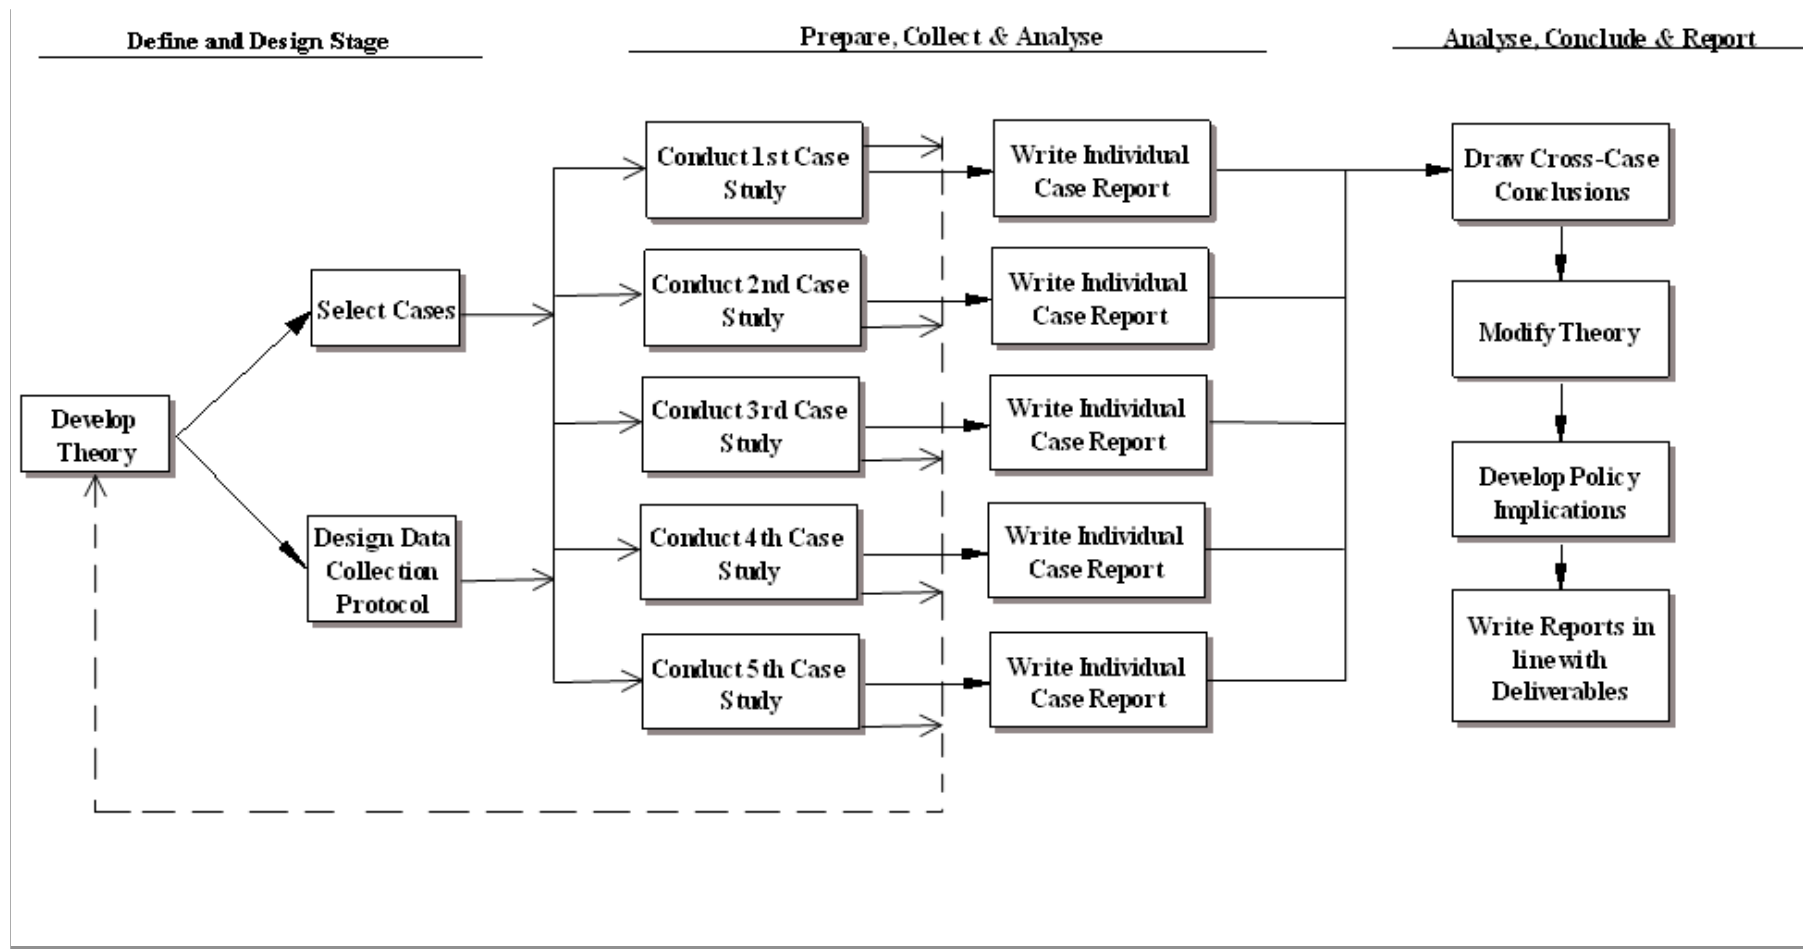 Define and Design Stage
Prepare, Collect & Analyse
Analyse, Conclude & Report
Develop
Theory
Select Cases
Design Data
Collection
Protocol
Conduct 1st Case
Study
Conduct 2nd Case
Study
Conduct 3rd Case
Study
Conduct 4th Case
Study
Conduct 5th Case
Study
Write Individual
Case Report
Write Individual
Case Report
Write Individual
Case Report
Write Individual
Case Report
Write Individual
Case Report
Draw Cross-Case
Conclusions
Modify Theory
Develop Policy
Implications
Write Reports in
line with
Deliverables